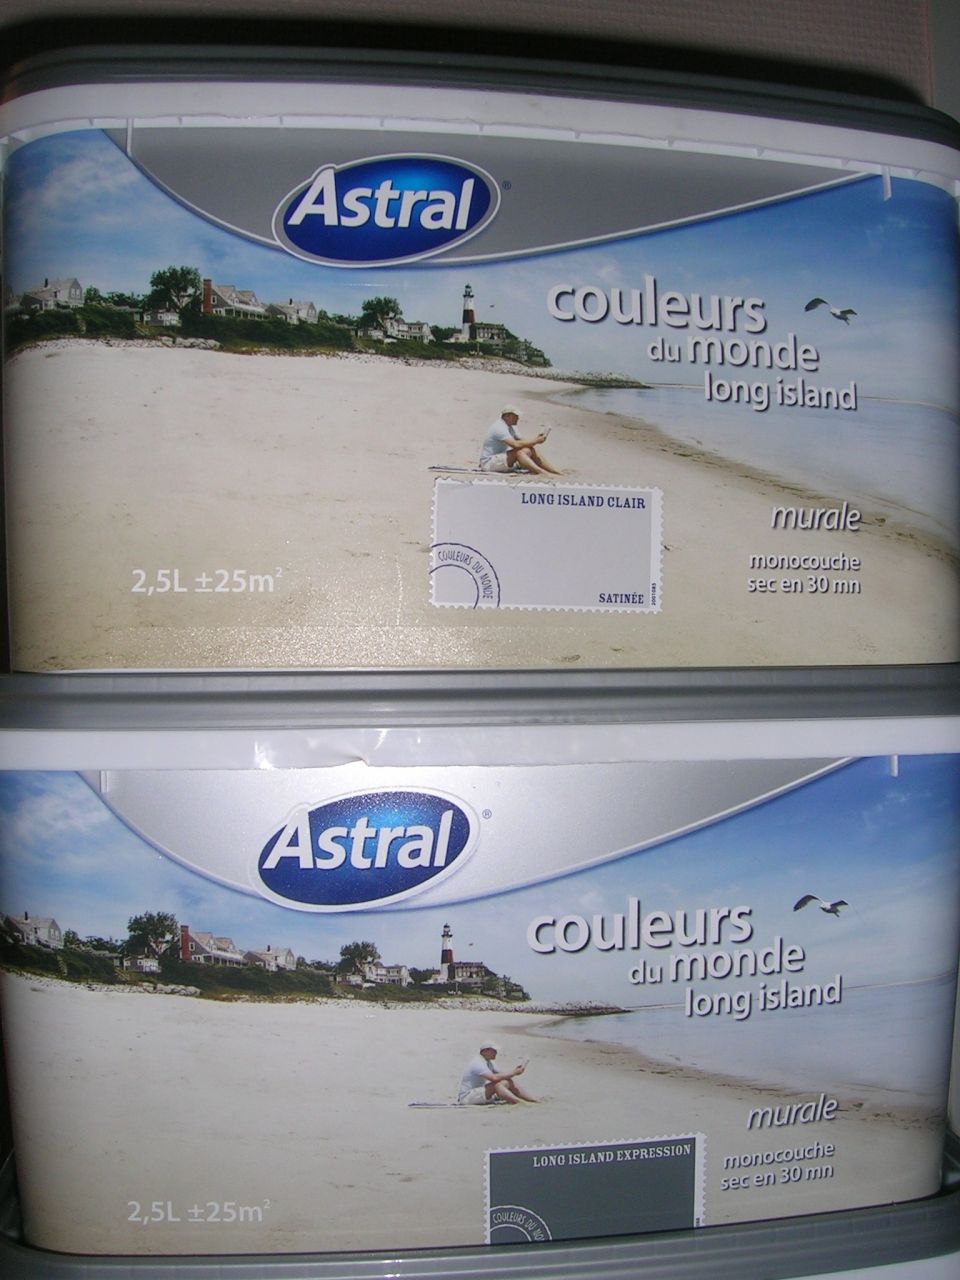 Astral®
couleurs
du monde
long island
LONG ISLAND CLAIR
COULEURS DU MONDE
SATINÉE
murale
monocouche
sec en 30 mn
2,5L ±25m²
Astral®
couleurs
du monde
long island
murale
monocouche
sec en 30 mn
LONG ISLAND EXPRESSION
COULEURS DU
2,5L ±25m²